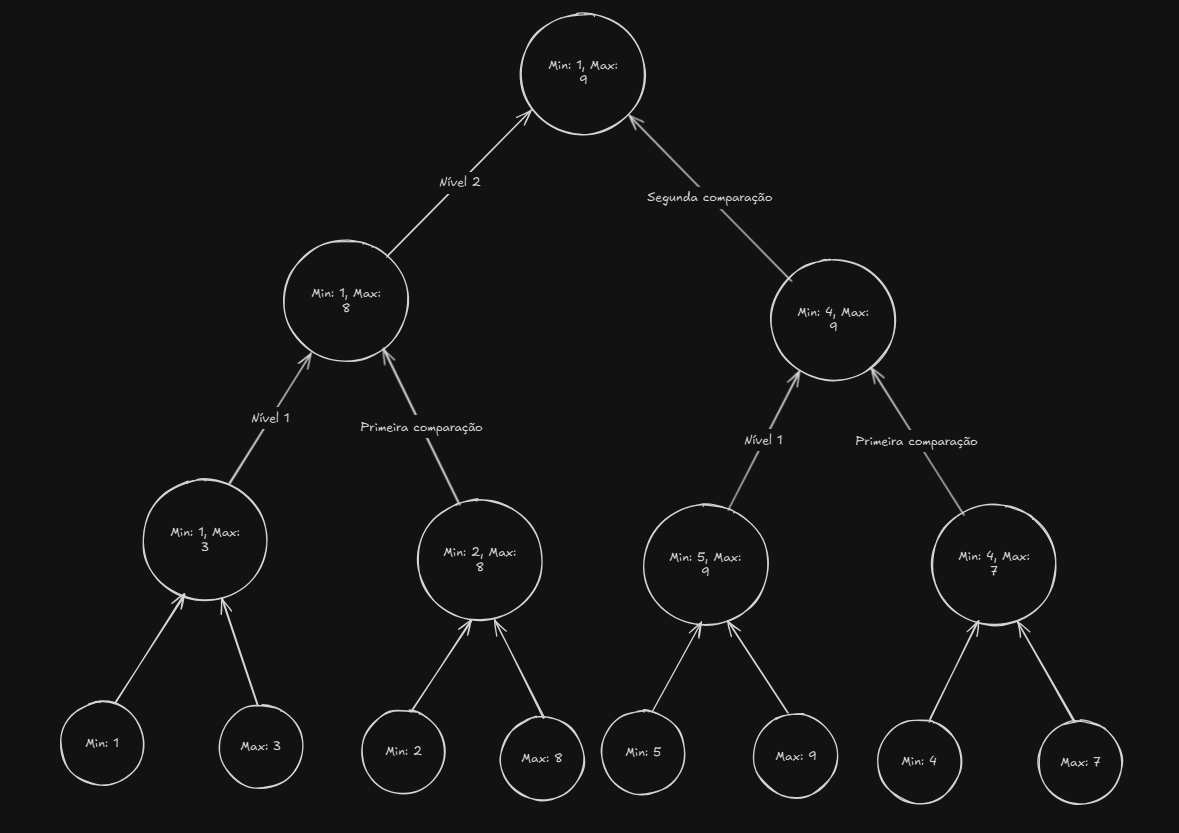 Min: 1, Max:
9
Nível 2
Segunda comparação
Min: 1, Max:
8
Min: 4, Max:
9
Nível 1
Primeira comparação
Nível 1
Primeira comparação
Min: 1, Max:
3
Min: 2, Max:
8
Min: 5, Max:
9
Min: 4, Max:
7
Min: 1
Max: 3
Min: 2
Max: 8
Min: 5
Max: 9
Min: 4
Max: 7